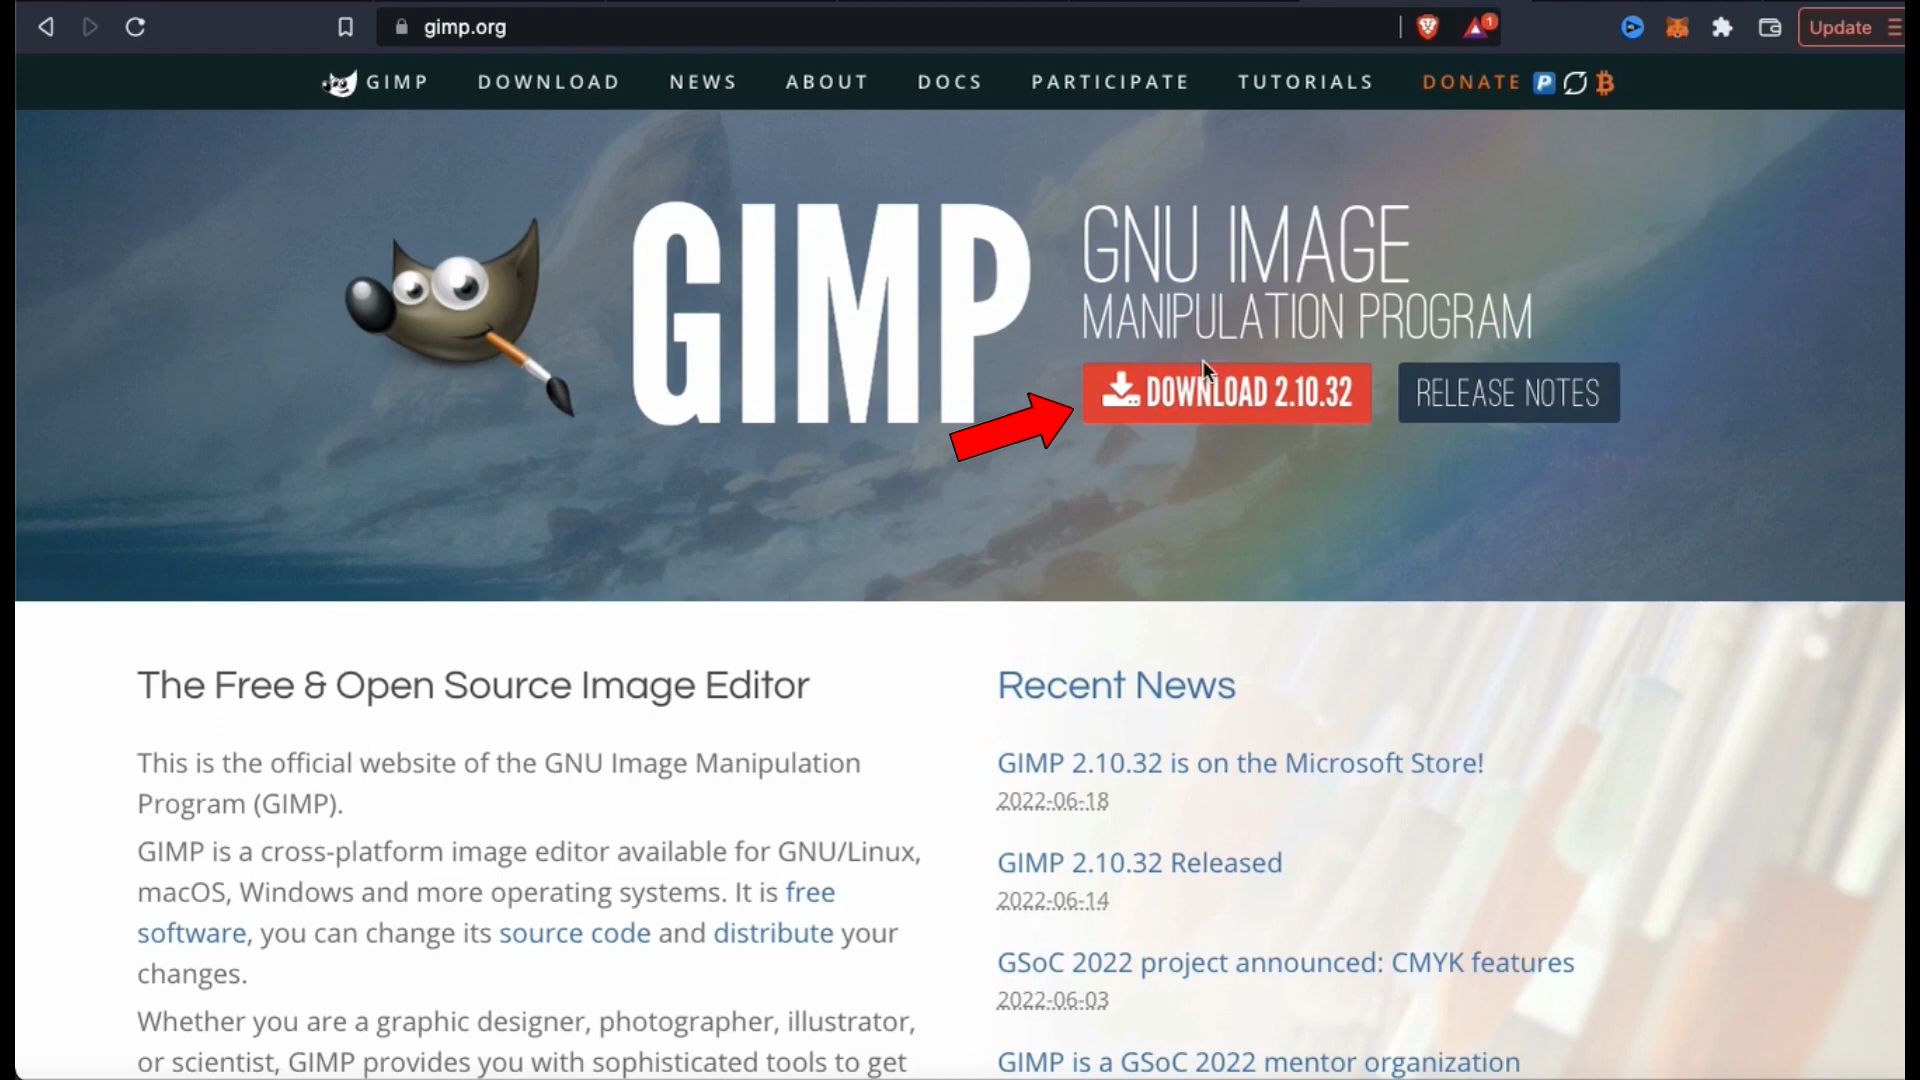 gimp.org
1
Update
GIMP DOWNLOAD NEWS ABOUT DOCS PARTICIPATE TUTORIALS DONATE
GIMP
GNU IMAGE
MANIPULATION PROGRAM
DOWNLOAD 2.10.32
RELEASE NOTES
The Free & Open Source Image Editor
This is the official website of the GNU Image Manipulation
Program (GIMP).
GIMP is a cross-platform image editor available for GNU/Linux,
macOS, Windows and more operating systems. It is free
software, you can change its source code and distribute your
changes.
Whether you are a graphic designer, photographer, illustrator,
or scientist, GIMP provides you with sophisticated tools to get
Recent News
GIMP 2.10.32 is on the Microsoft Store!
2022-06-18
GIMP 2.10.32 Released
2022-06-14
GSoC 2022 project announced: CMYK features
2022-06-03
GIMP is a GSoC 2022 mentor organization